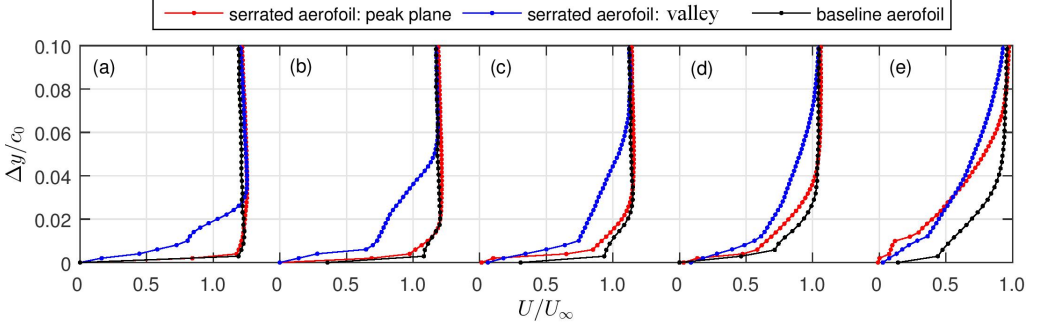 serrated aerofoil: peak plane serrated aerofoil: valley baseline aerofoil
0.10 (a) (b) (c) (d) (e)
0.08
0.06
Δy/c₀
0.04
0.02
0
0 0.5 1.0 0 0.5 1.0 0 0.5 1.0 0 0.5 1.0 0 0.5 1.0
U/U∞